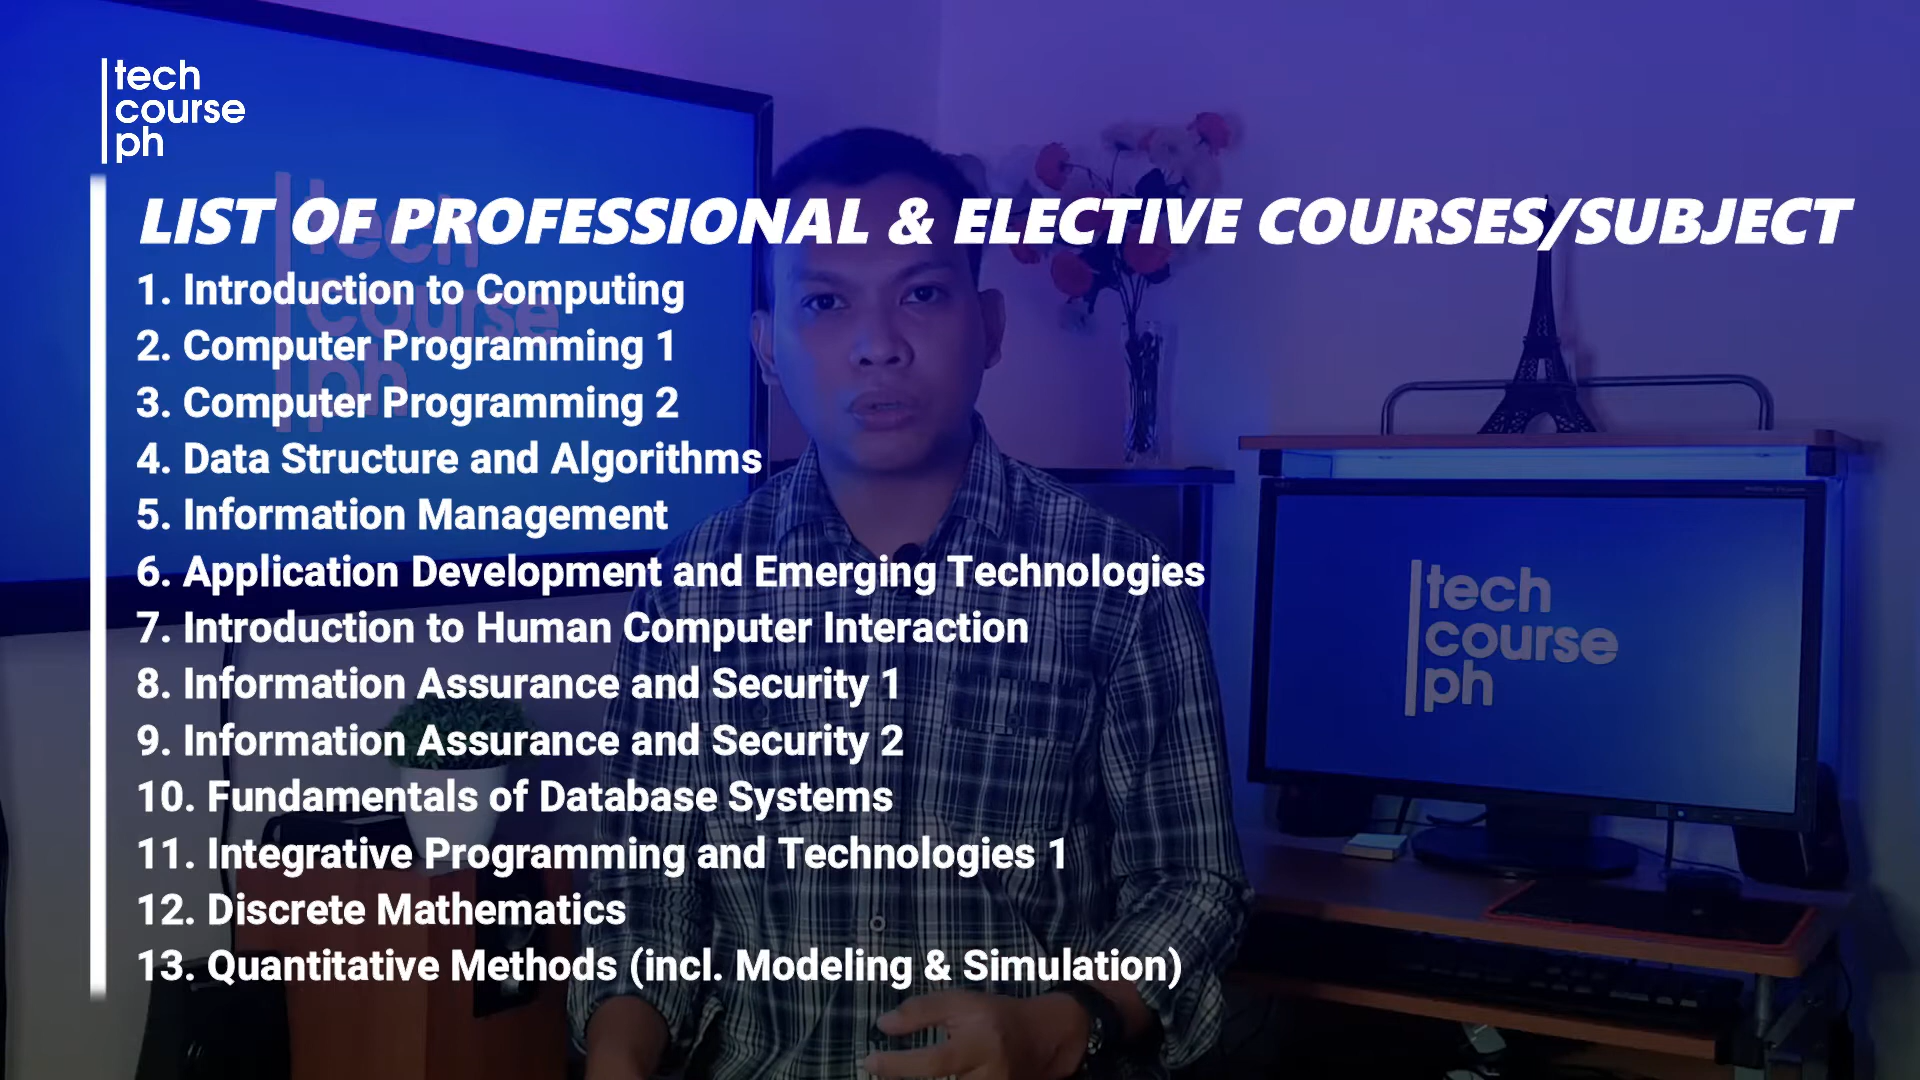 tech
course
ph
LIST OF PROFESSIONAL & ELECTIVE COURSES/SUBJECT
1. Introduction to Computing
2. Computer Programming 1
3. Computer Programming 2
4. Data Structure and Algorithms
5. Information Management
6. Application Development and Emerging Technologies
7. Introduction to Human Computer Interaction
8. Information Assurance and Security 1
9. Information Assurance and Security 2
10. Fundamentals of Database Systems
11. Integrative Programming and Technologies 1
12. Discrete Mathematics
13. Quantitative Methods (incl. Modeling & Simulation)
tech
course
ph
tech
course
ph